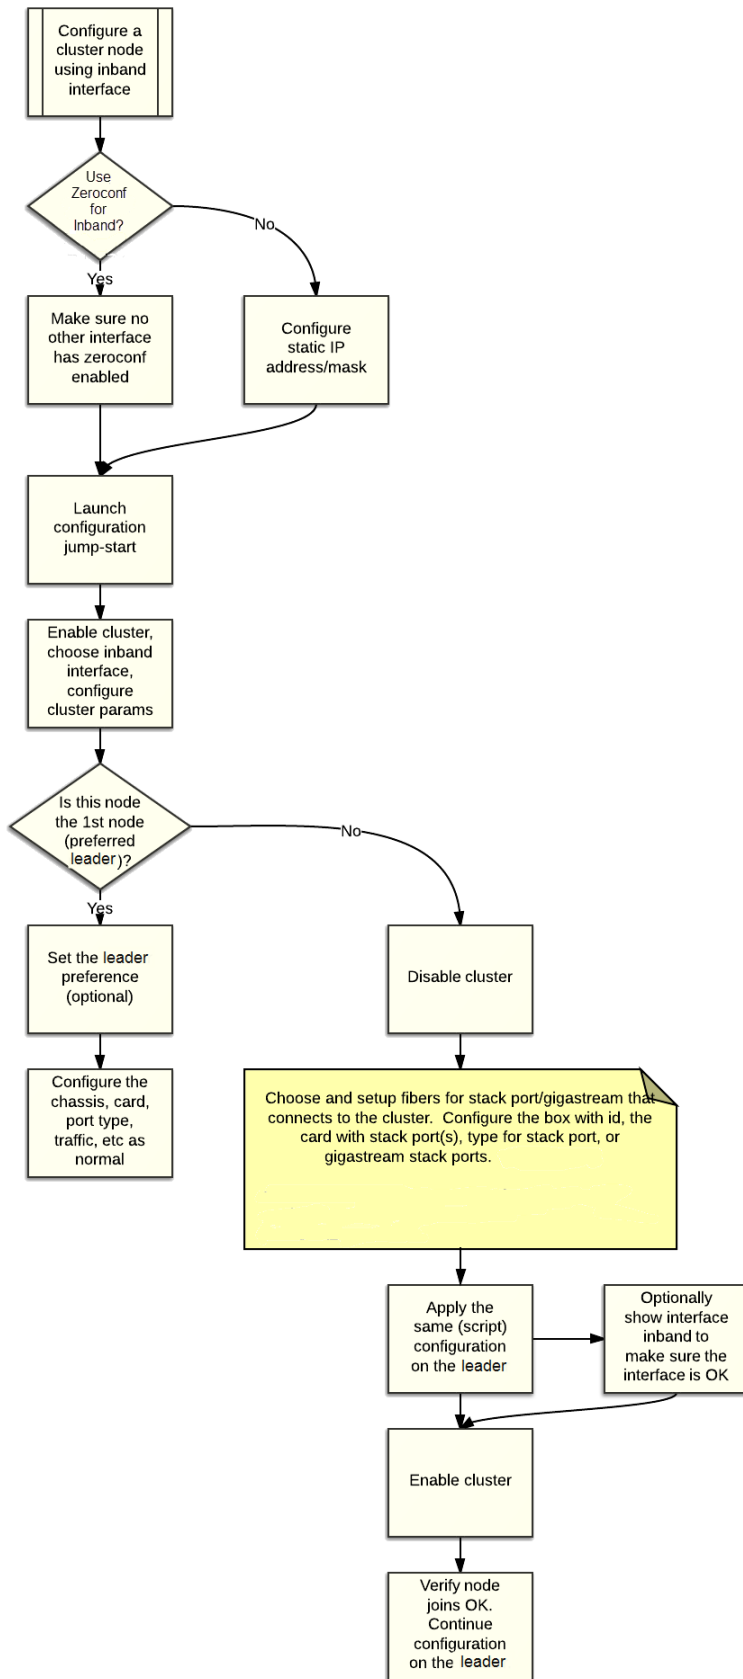 Configure a
cluster node
using inband
interface
Use
Zeroconf
for
Inband?
No
Yes
Make sure no
other interface
has zeroconf
enabled
Configure
static IP
address/mask
Launch
configuration
jump-start
Enable cluster,
choose inband
interface,
configure
cluster params
Is this node
the 1st node
(preferred
leader)?
No
Yes
Set the leader
preference
(optional)
Disable cluster
Configure the
chassis, card,
port type,
traffic, etc as
normal
Choose and setup fibers for stack port/gigastream that
connects to the cluster. Configure the box with id, the
card with stack port(s), type for stack port, or
gigastream stack ports.
Apply the
same (script)
configuration
on the leader
Optionally
show interface
inband to
make sure the
interface is OK
Enable cluster
Verify node
joins OK.
Continue
configuration
on the leader